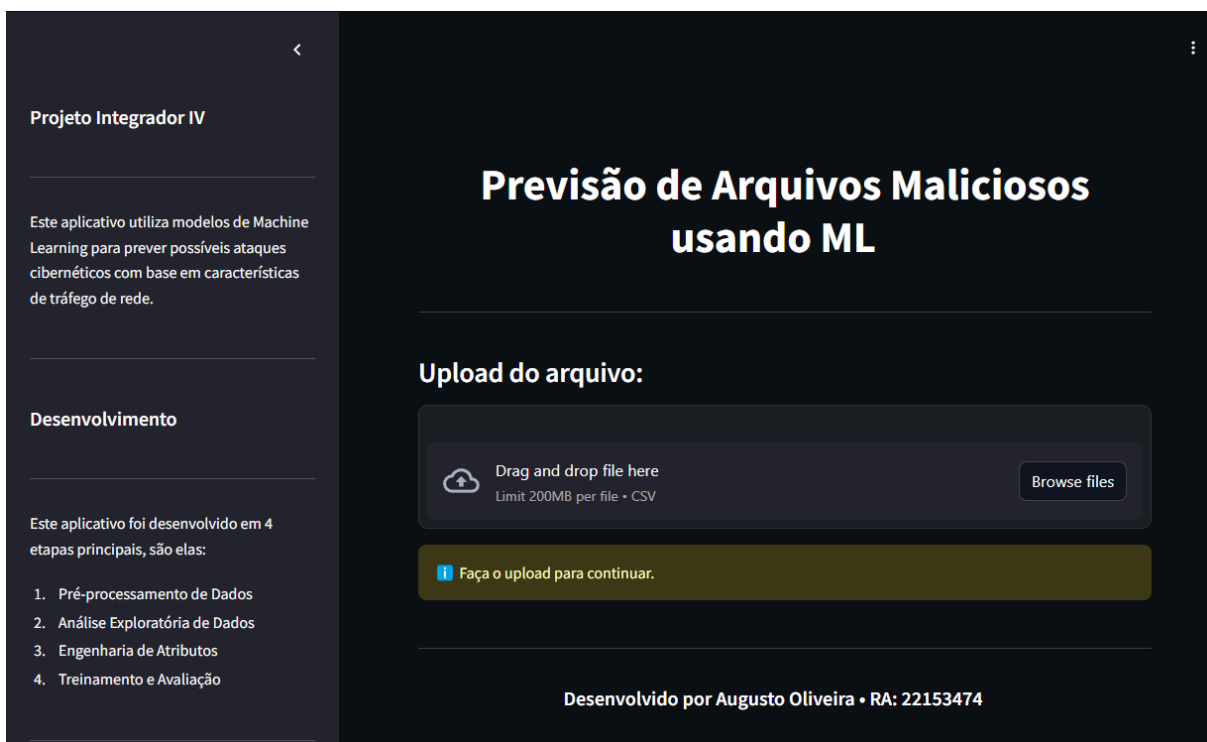 Projeto Integrador IV
Este aplicativo utiliza modelos de Machine
Learning para prever possíveis ataques
cibernéticos com base em características
de tráfego de rede.
Desenvolvimento
Este aplicativo foi desenvolvido em 4
etapas principais, são elas:
1. Pré-processamento de Dados
2. Análise Exploratória de Dados
3. Engenharia de Atributos
4. Treinamento e Avaliação
Previsão de Arquivos Maliciosos
usando ML
Upload do arquivo:
Drag and drop file here
Limit 200MB per file • CSV
Browse files
Faça o upload para continuar.
Desenvolvido por Augusto Oliveira • RA: 22153474